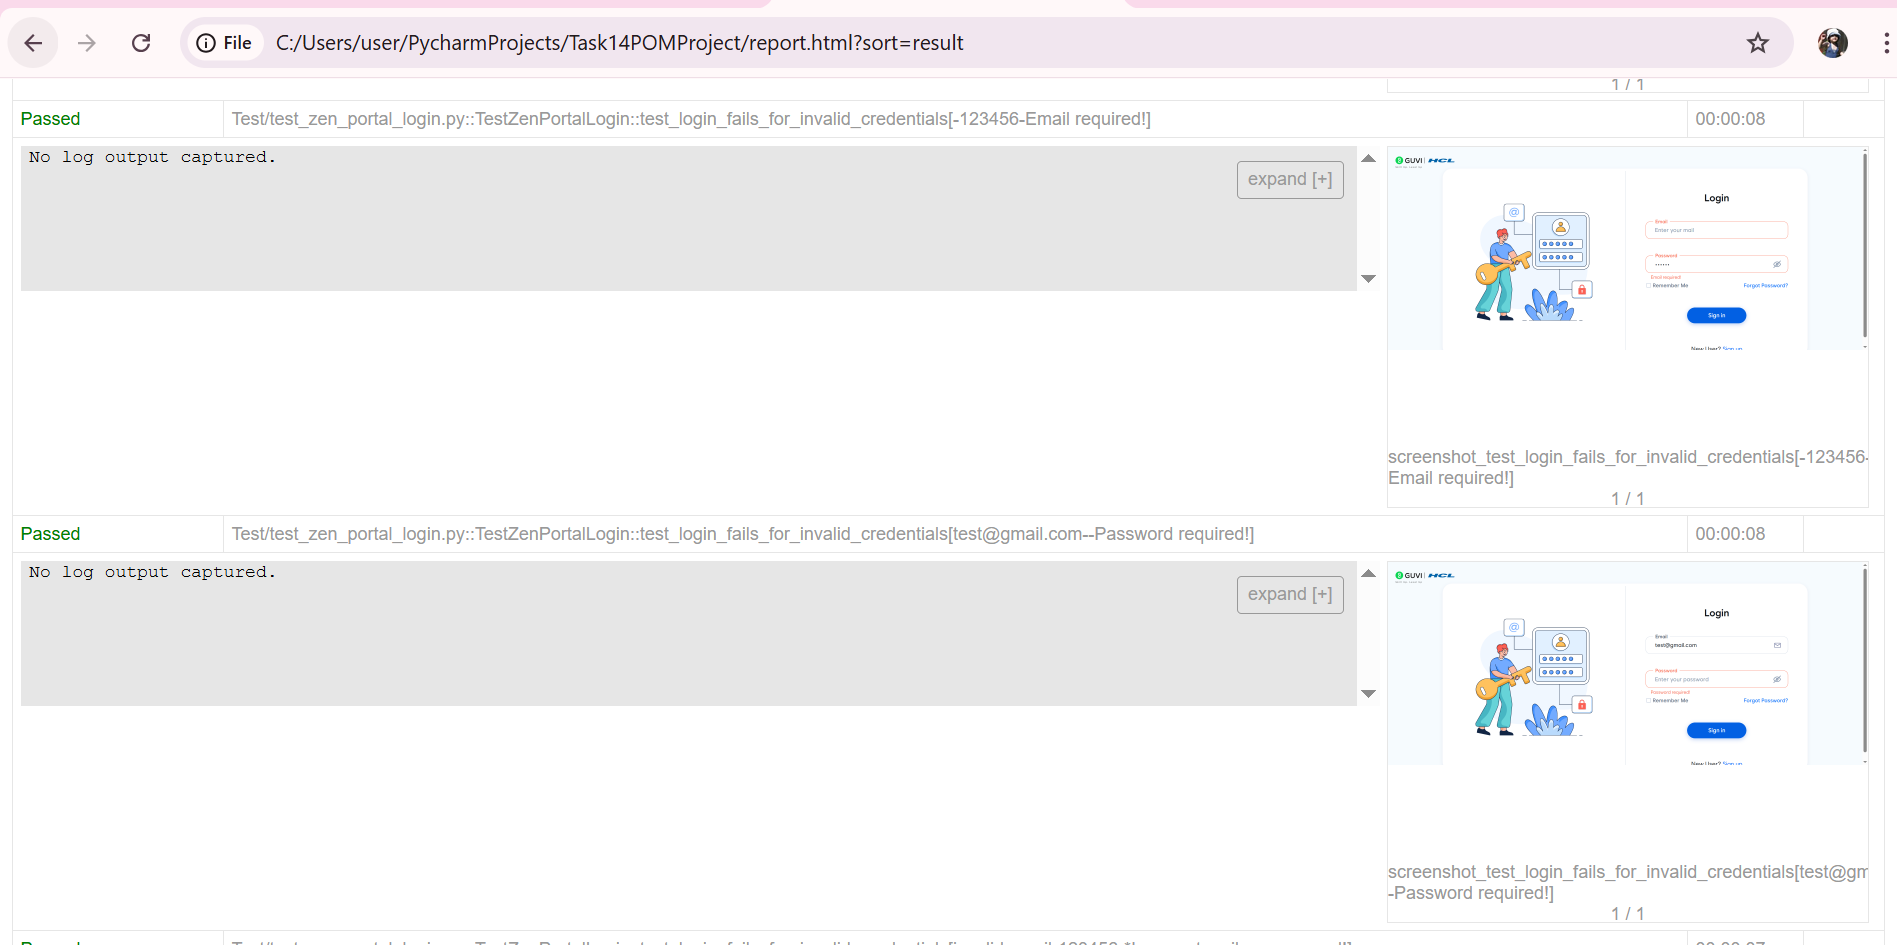 File C:/Users/user/PycharmProjects/Task14POMProject/report.html?sort=result
1 / 1
Passed Test/test_zen_portal_login.py::TestZenPortalLogin::test_login_fails_for_invalid_credentials[-123456-Email required!] 00:00:08
No log output captured.
expand [+]
GUVI HCL
Login
Email
Enter your mail
Password
Email required!
Remember Me Forgot Password?
Sign in
New User? Sign up
screenshot_test_login_fails_for_invalid_credentials[-123456-
Email required!]
1 / 1
Passed Test/test_zen_portal_login.py::TestZenPortalLogin::test_login_fails_for_invalid_credentials[test@gmail.com--Password required!] 00:00:08
No log output captured.
expand [+]
GUVI HCL
Login
Email
test@gmail.com
Password
Enter your password
Password required!
Remember Me Forgot Password?
Sign in
New User? Sign up
screenshot_test_login_fails_for_invalid_credentials[test@gm
-Password required!]
1 / 1